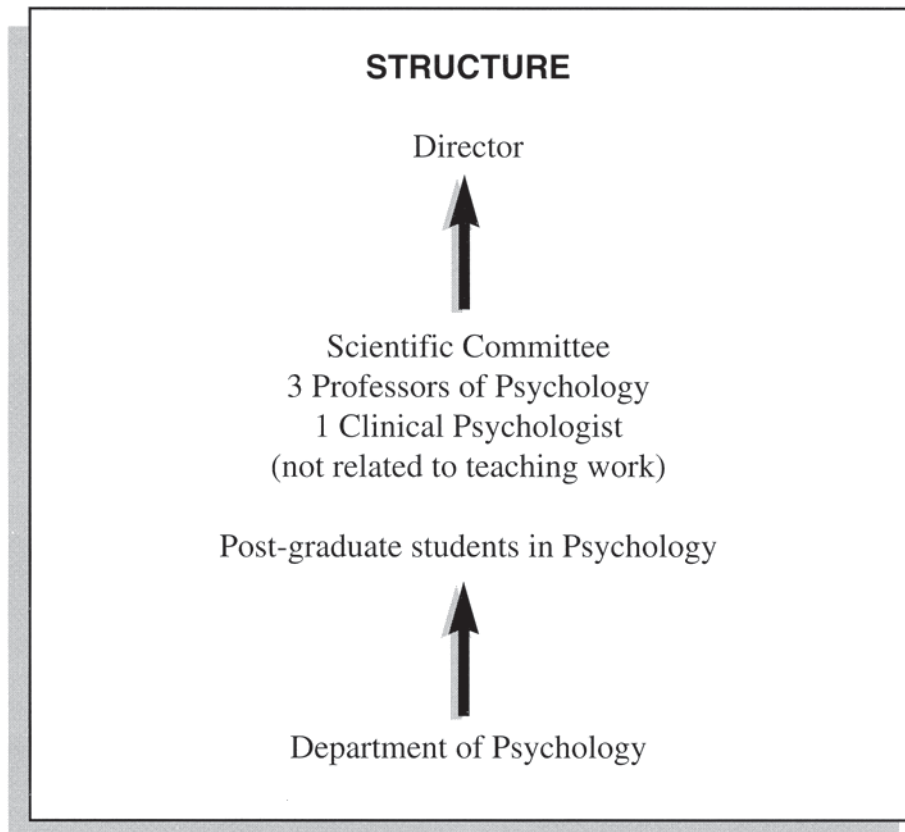 STRUCTURE
Director
Scientific Committee
3 Professors of Psychology
1 Clinical Psychologist
(not related to teaching work)
Post-graduate students in Psychology
Department of Psychology